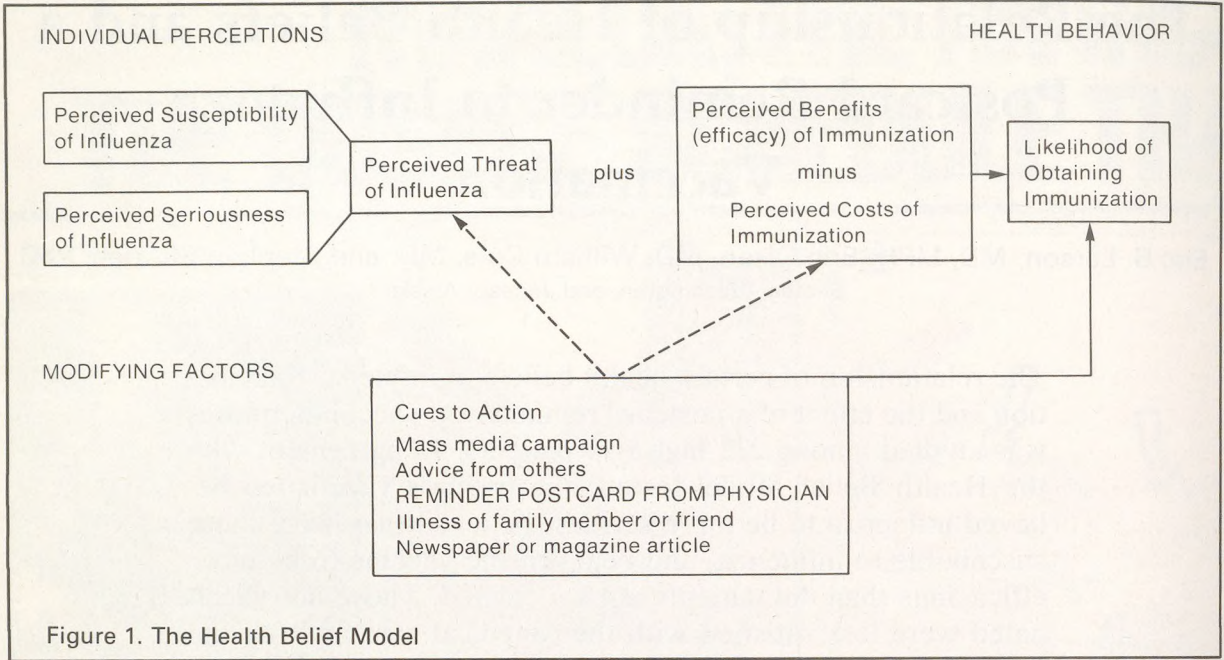 INDIVIDUAL PERCEPTIONS
HEALTH BEHAVIOR
Perceived Susceptibility
of Influenza
Perceived Seriousness
of Influenza
Perceived Threat
of Influenza
plus
Perceived Benefits
(efficacy) of Immunization
minus
Perceived Costs of
Immunization
Likelihood of
Obtaining
Immunization
MODIFYING FACTORS
Cues to Action
Mass media campaign
Advice from others
REMINDER POSTCARD FROM PHYSICIAN
Illness of family member or friend
Newspaper or magazine article
Figure 1. The Health Belief Model